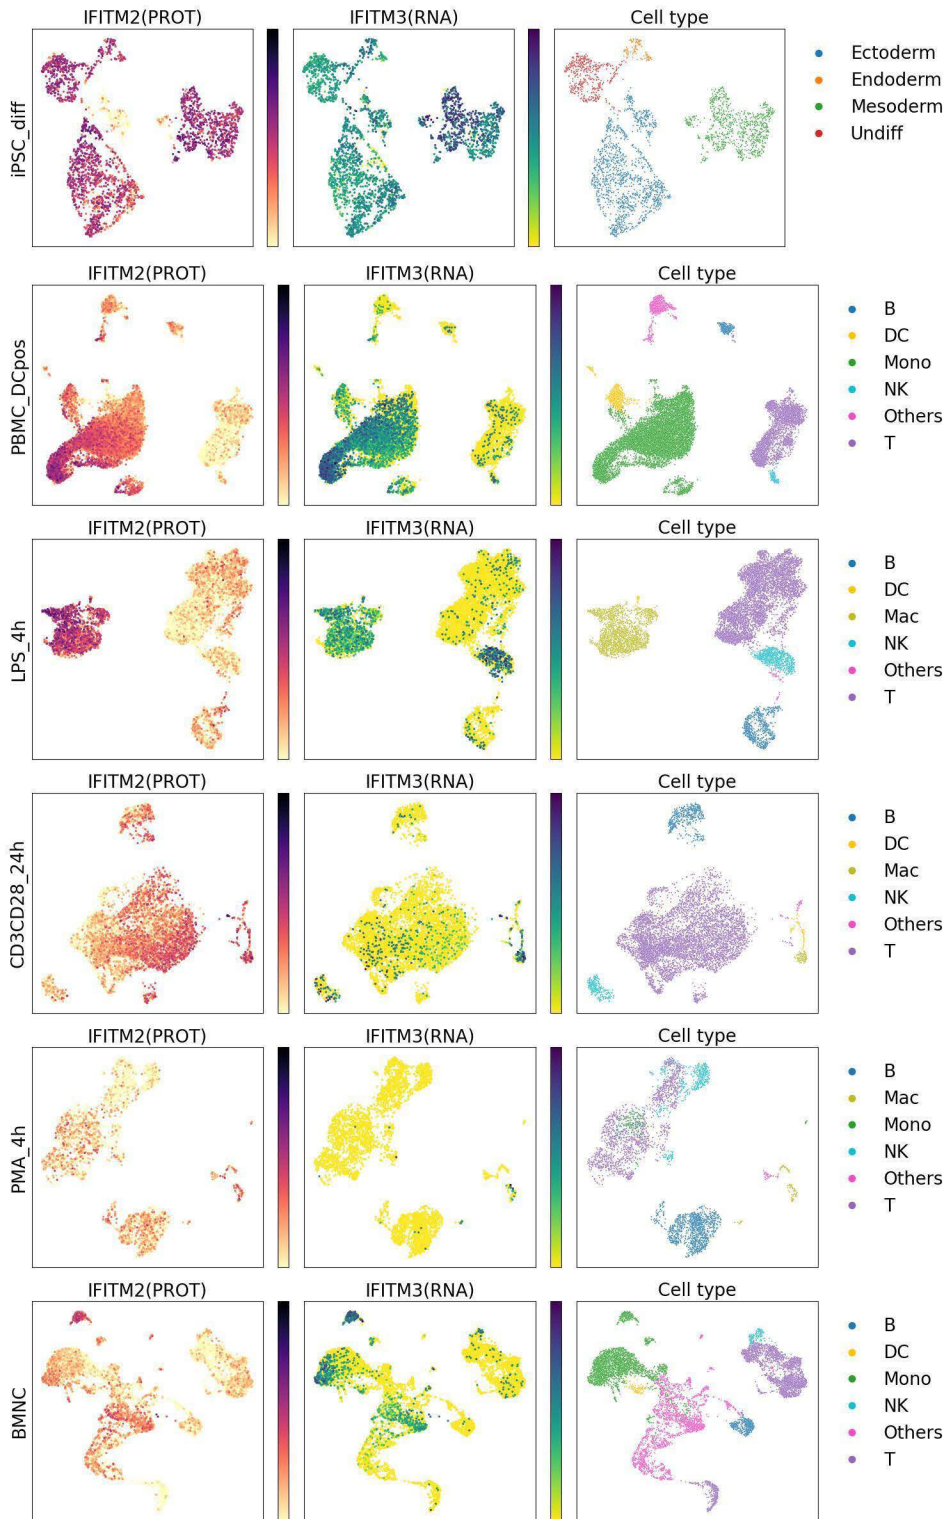 IFITM2(PROT) IFITM3(RNA) Cell type
iPSC_diff
Ectoderm
Endoderm
Mesoderm
Undiff
IFITM2(PROT) IFITM3(RNA) Cell type
PBMC_DCpos
B
DC
Mono
NK
Others
T
IFITM2(PROT) IFITM3(RNA) Cell type
LPS_4h
B
DC
Mac
NK
Others
T
IFITM2(PROT) IFITM3(RNA) Cell type
CD3CD28_24h
B
DC
Mac
NK
Others
T
IFITM2(PROT) IFITM3(RNA) Cell type
PMA_4h
B
Mac
Mono
NK
Others
T
IFITM2(PROT) IFITM3(RNA) Cell type
BMNC
B
DC
Mono
NK
Others
T